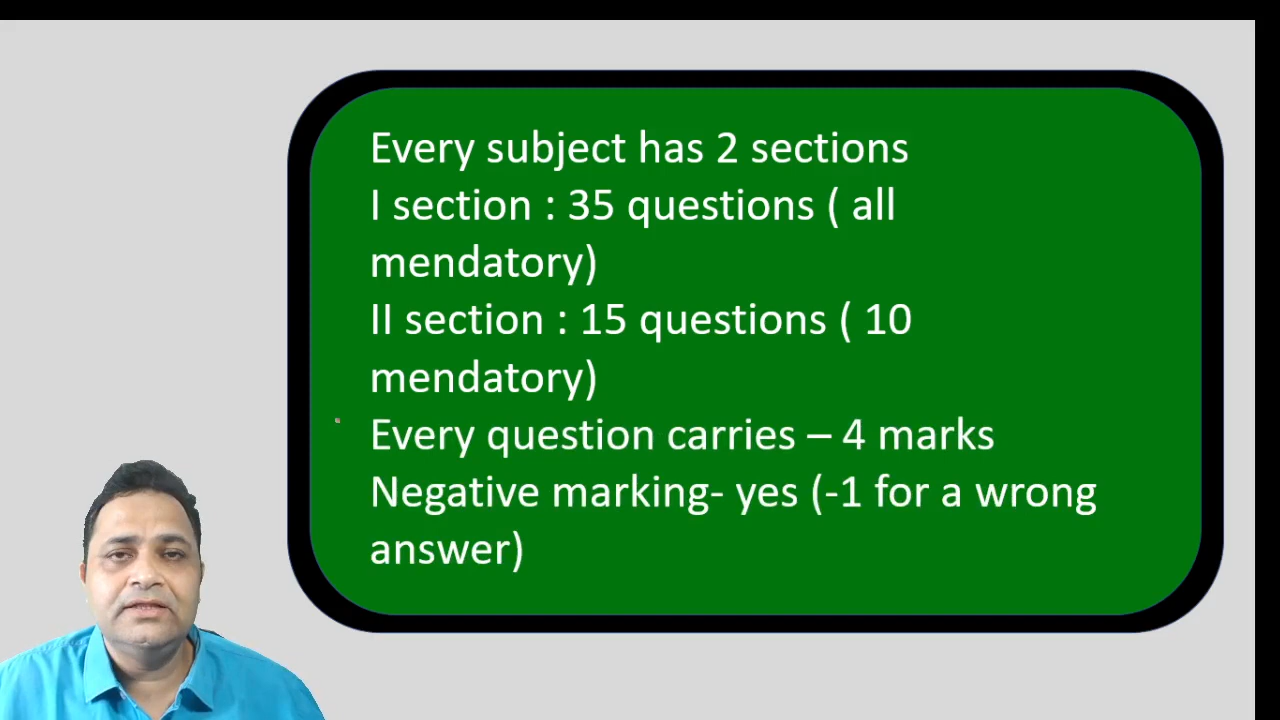 Every subject has 2 sections
I section : 35 questions ( all
mendatory)
II section : 15 questions ( 10
mendatory)
Every question carries – 4 marks
Negative marking- yes (-1 for a wrong
answer)